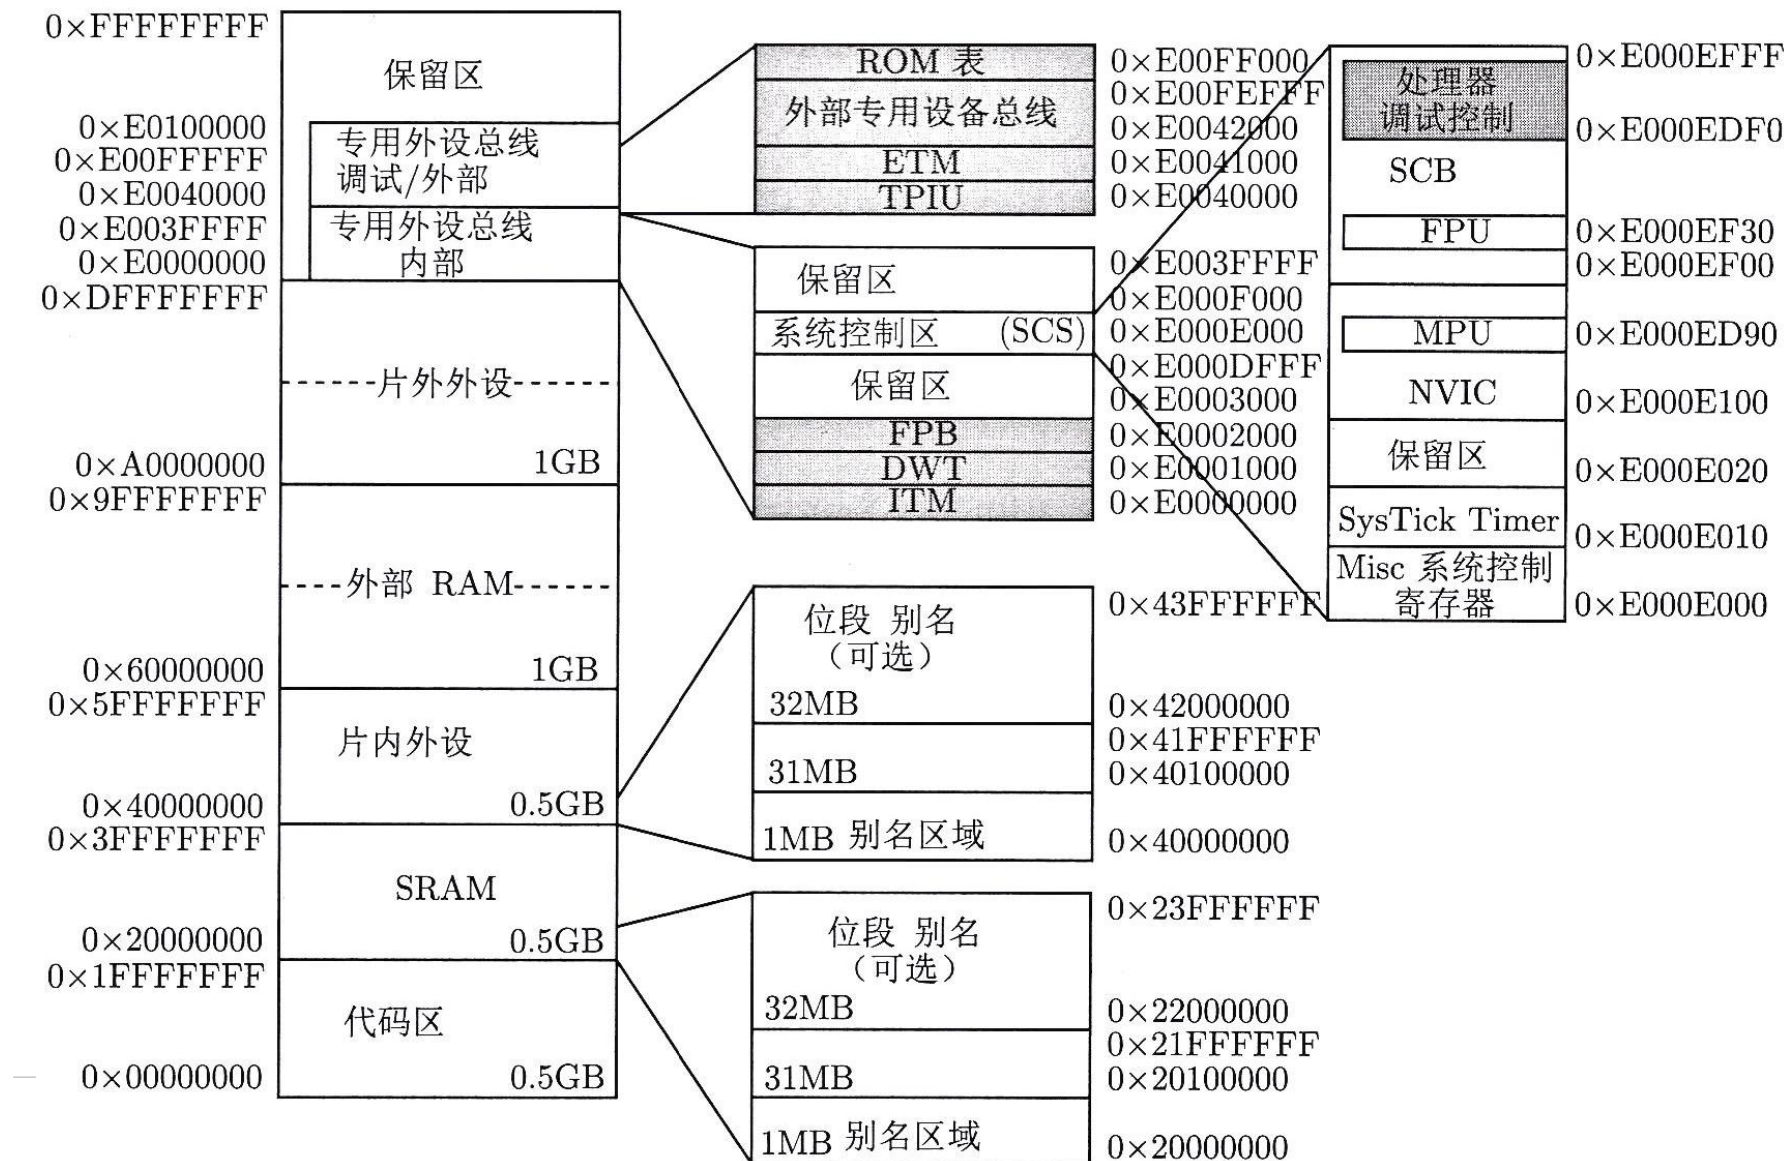 0×FFFFFFFF
保留区
0×E0100000
0×E00FFFFF
0×E0040000
0×E003FFFF
0×E0000000
0×DFFFFFFF
专用外设总线
调试/外部
专用外设总线
内部
片外外设
1GB
0×A0000000
0×9FFFFFFF
外部 RAM
1GB
0×60000000
0×5FFFFFFF
片内外设
0.5GB
0×40000000
0×3FFFFFFF
SRAM
0.5GB
0×20000000
0×1FFFFFFF
代码区
0.5GB
0×00000000
ROM 表
外部专用设备总线
ETM
TPIU
0×E00FF000
0×E00FEFFF
0×E0042000
0×E0041000
0×E0040000
保留区
系统控制区 (SCS)
保留区
FPB
DWT
ITM
0×E003FFFF
0×E000F000
0×E000E000
0×E000DFFF
0×E0003000
0×E0002000
0×E0001000
0×E0000000
位段 别名
（可选）
32MB
31MB
1MB 别名区域
0×43FFFFFF
0×42000000
0×41FFFFFF
0×40100000
0×40000000
位段 别名
（可选）
32MB
31MB
1MB 别名区域
0×23FFFFFF
0×22000000
0×21FFFFFF
0×20100000
0×20000000
处理器
调试控制
SCB
FPU
MPU
NVIC
保留区
SysTick Timer
Misc 系统控制
寄存器
0×E000EFFF
0×E000EDF0
0×E000EF30
0×E000EF00
0×E000ED90
0×E000E100
0×E000E020
0×E000E010
0×E000E000